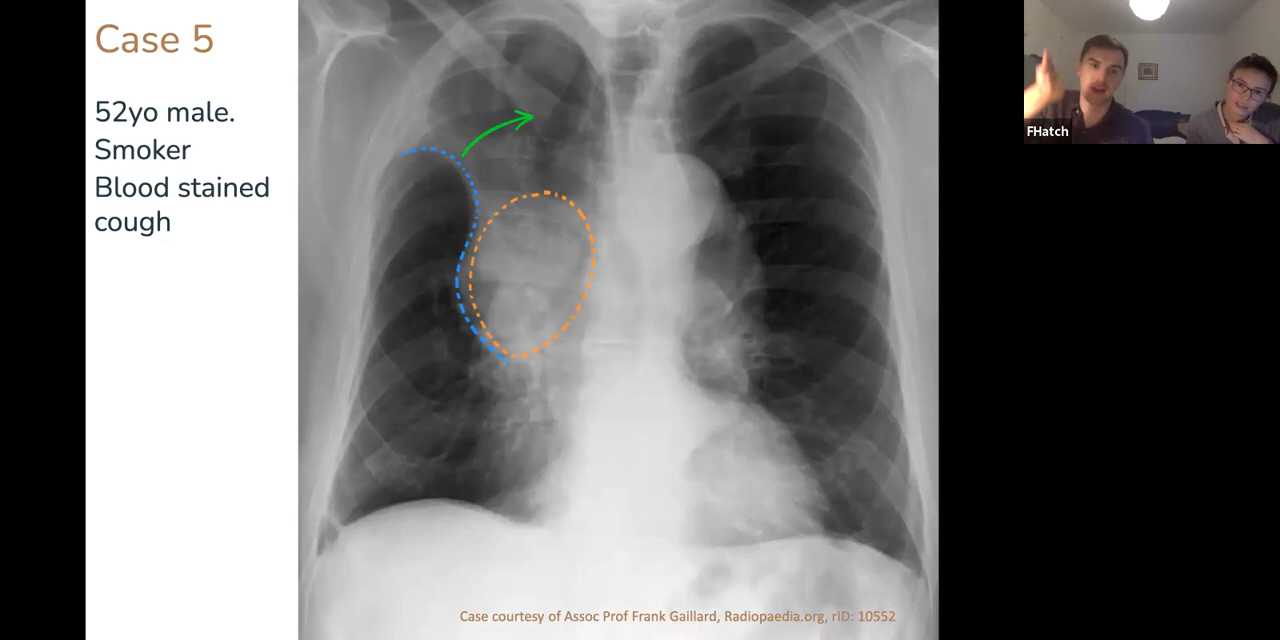 Case 5
52yo male.
Smoker
Blood stained
cough
FHatch
Case courtesy of Assoc Prof Frank Gaillard, Radiopaedia.org, rID: 10552